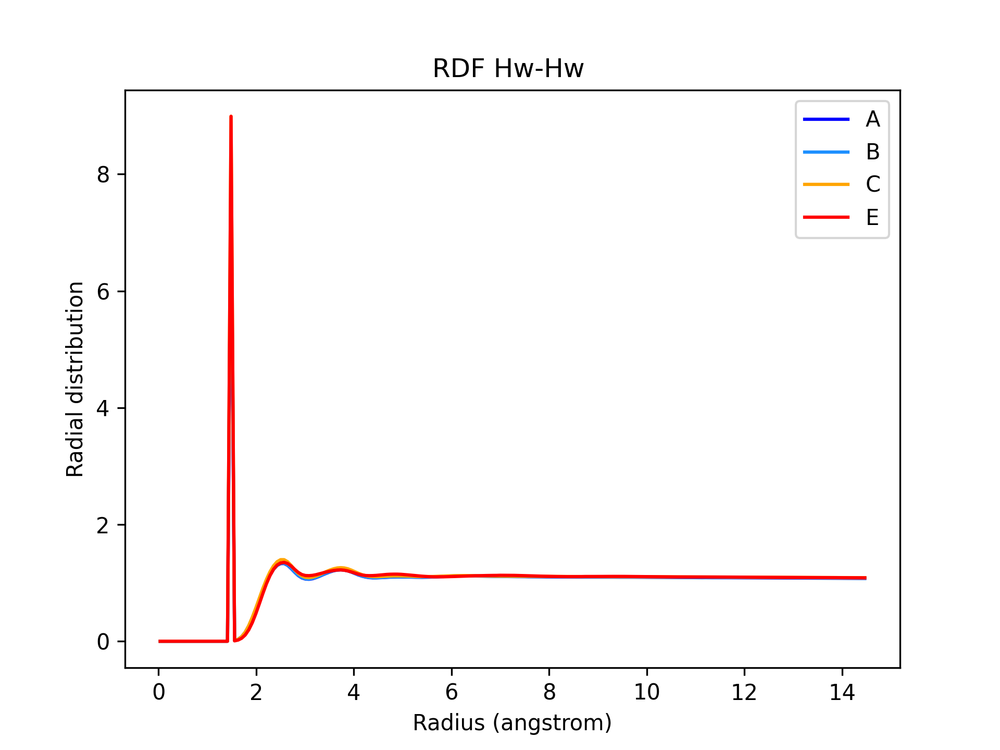 RDF Hw-Hw
A
B
C
E
Radial distribution
8
6
4
2
0
0 2 4 6 8 10 12 14
Radius (angstrom)